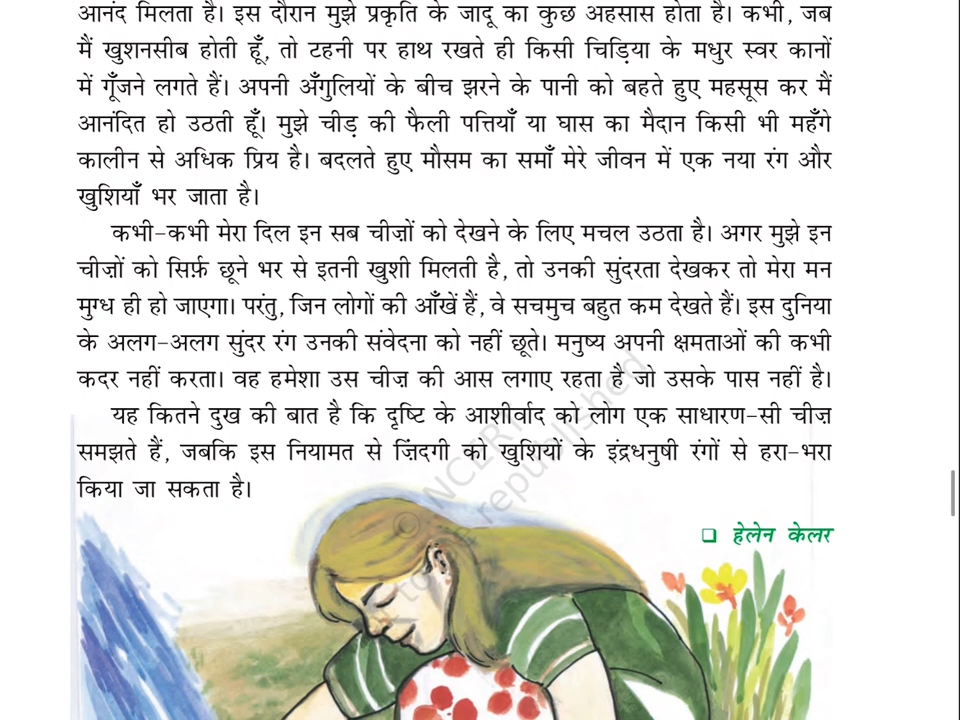 आनंद मिलता है। इस दौरान मुझे प्रकृति के जादू का कुछ अहसास होता है। कभी, जब
मैं खुशनसीब होती हूँ, तो टहनी पर हाथ रखते ही किसी चिड़िया के मधुर स्वर कानों
में गूँजने लगते हैं। अपनी अँगुलियों के बीच झरने के पानी को बहते हुए महसूस कर मैं
आनंदित हो उठती हूँ। मुझे चीड़ की फैली पत्तियाँ या घास का मैदान किसी भी महँगे
कालीन से अधिक प्रिय है। बदलते हुए मौसम का समाँ मेरे जीवन में एक नया रंग और
खुशियाँ भर जाता है।
कभी-कभी मेरा दिल इन सब चीज़ों को देखने के लिए मचल उठता है। अगर मुझे इन
चीज़ों को सिर्फ़ छूने भर से इतनी खुशी मिलती है, तो उनकी सुंदरता देखकर तो मेरा मन
मुग्ध ही हो जाएगा। परंतु, जिन लोगों की आँखें हैं, वे सचमुच बहुत कम देखते हैं। इस दुनिया
के अलग-अलग सुंदर रंग उनकी संवेदना को नहीं छूते। मनुष्य अपनी क्षमताओं की कभी
कदर नहीं करता। वह हमेशा उस चीज़ की आस लगाए रहता है जो उसके पास नहीं है।
यह कितने दुख की बात है कि दृष्टि के आशीर्वाद को लोग एक साधारण-सी चीज़
समझते हैं, जबकि इस नियामत से ज़िंदगी को खुशियों के इंद्रधनुषी रंगों से हरा-भरा
किया जा सकता है।
❑ हेलेन केलर
© NCERT
to republished